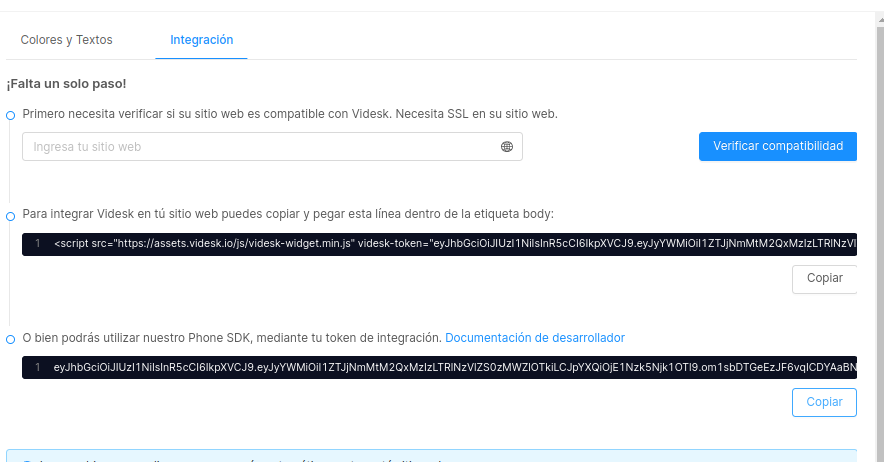 Colores y Textos
Integración
¡Falta un solo paso!
Primero necesita verificar si su sitio web es compatible con Videsk. Necesita SSL en su sitio web.
Ingresa tu sitio web
Verificar compatibilidad
Para integrar Videsk en tú sitio web puedes copiar y pegar esta línea dentro de la etiqueta body:
1 <script src="https://assets.videsk.io/js/videsk-widget.min.js" videsk-token="eyJhbGciOiJIUzI1NiIsInR5cCI6IkpXVCJ9.eyJyYWMiOiI1ZTJjNmMtM2QxMzIzLTRlNzVl
Copiar
O bien podrás utilizar nuestro Phone SDK, mediante tu token de integración. Documentación de desarrollador
1 eyJhbGciOiJIUzI1NiIsInR5cCI6IkpXVCJ9.eyJyYWMiOiI1ZTJjNmMtM2QxMzIzLTRlNzVlZS0zMWZlOTkiLCJpYXQiOjE1Nzk5Njk1OTl9.om1sbDTGeEzJF6vqICDYAaBN
Copiar